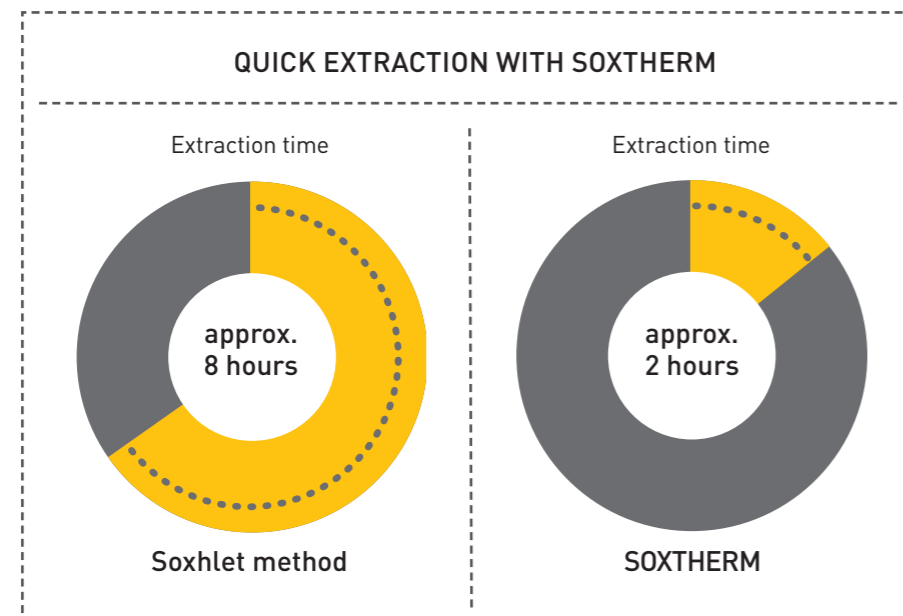 QUICK EXTRACTION WITH SOXTHERM
Extraction time
approx.
8 hours
Soxhlet method
Extraction time
approx.
2 hours
SOXTHERM